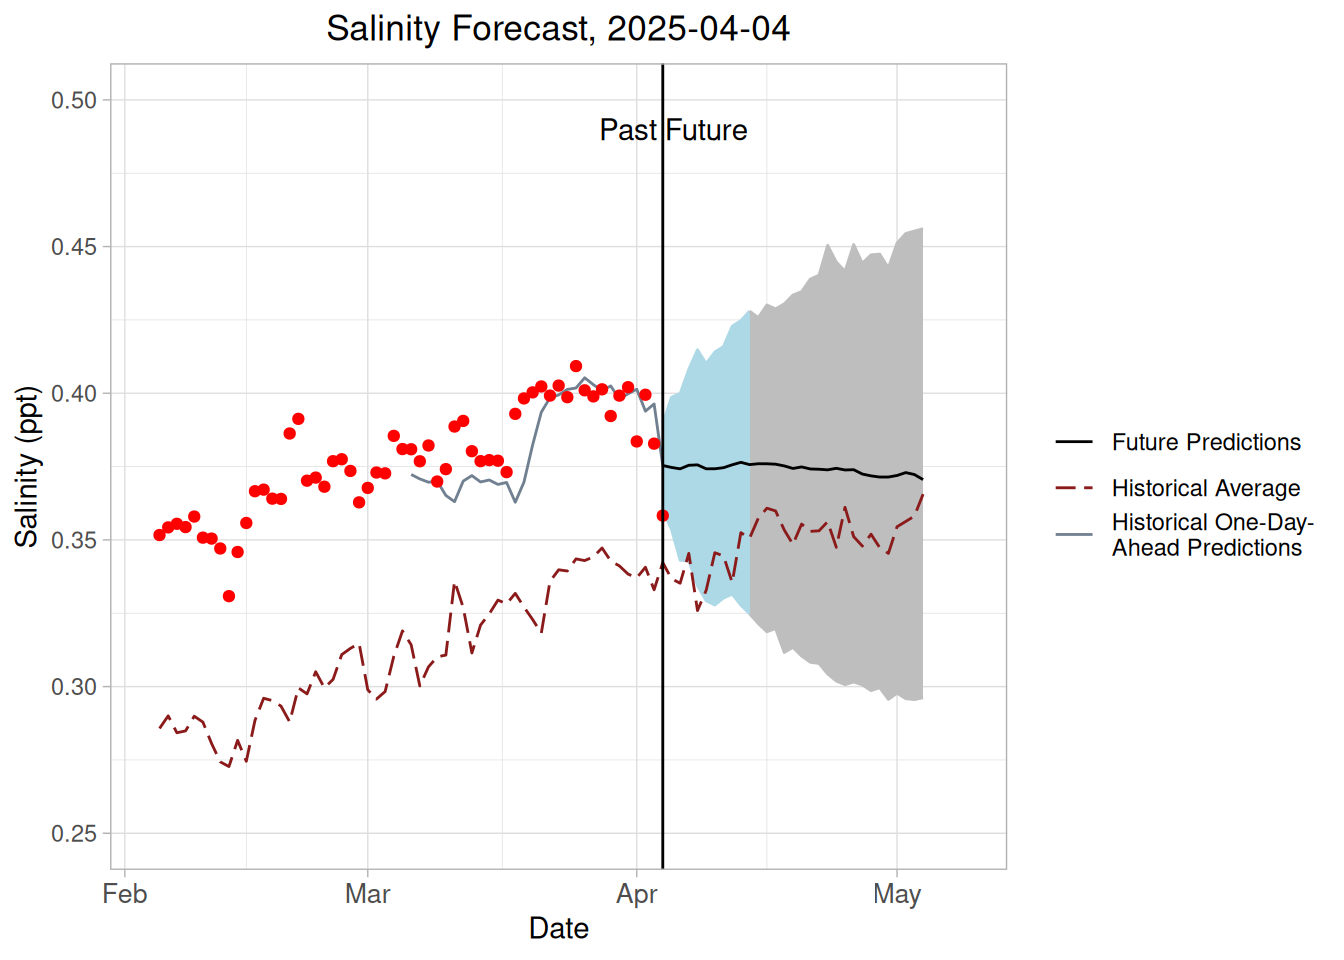 Salinity Forecast, 2025-04-04
0.50
Past Future
0.45
0.40
0.35
0.30
0.25
Salinity (ppt)
Feb Mar Apr May
Date
Future Predictions
Historical Average
Historical One-Day-
Ahead Predictions